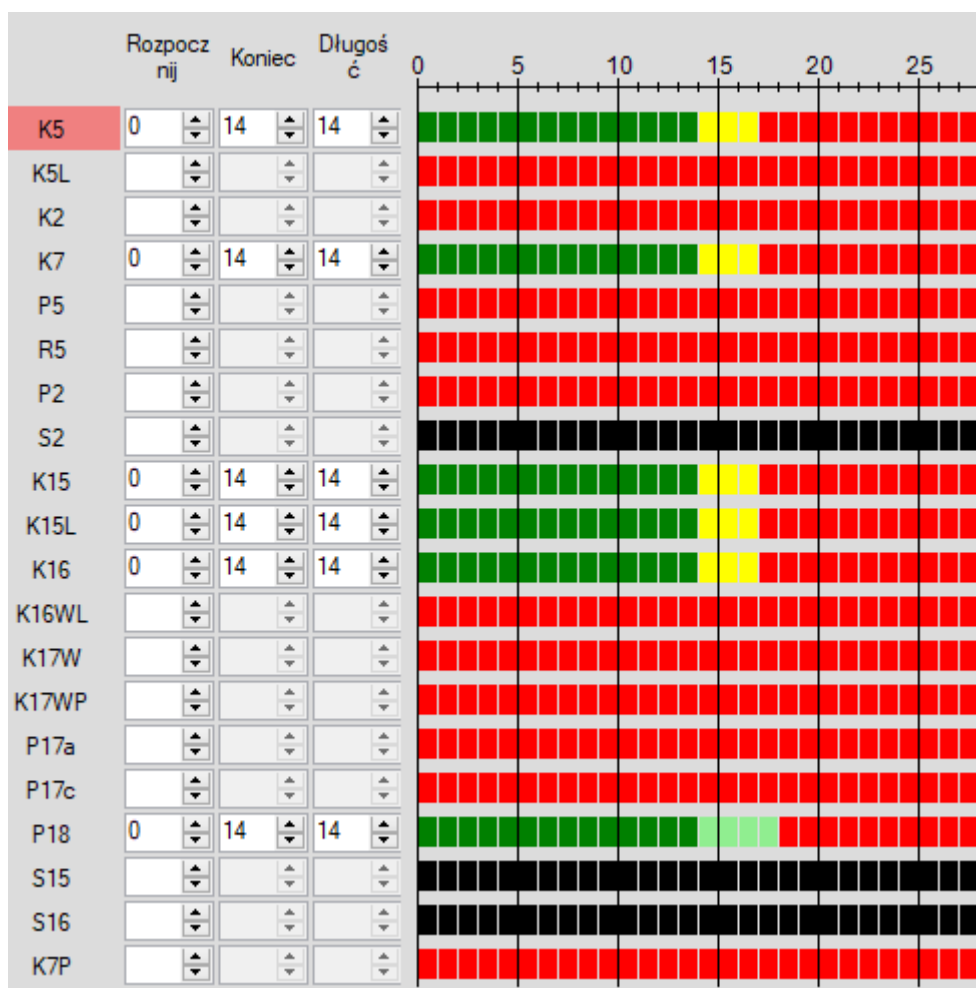 Rozpocz
nij
Koniec
Długoś
ć
0 5 10 15 20 25
K5 0 14 14
K5L
K2
K7 0 14 14
P5
R5
P2
S2
K15 0 14 14
K15L 0 14 14
K16 0 14 14
K16WL
K17W
K17WP
P17a
P17c
P18 0 14 14
S15
S16
K7P